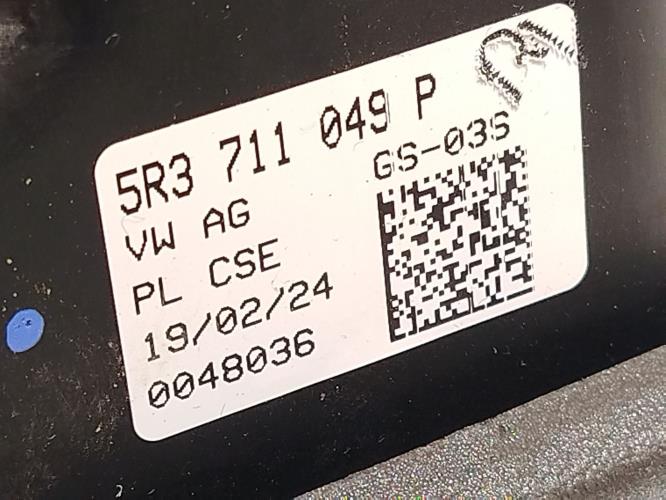 5R3 711 049 P
GS-03S
VW AG
PL CSE
19/02/24
0048036